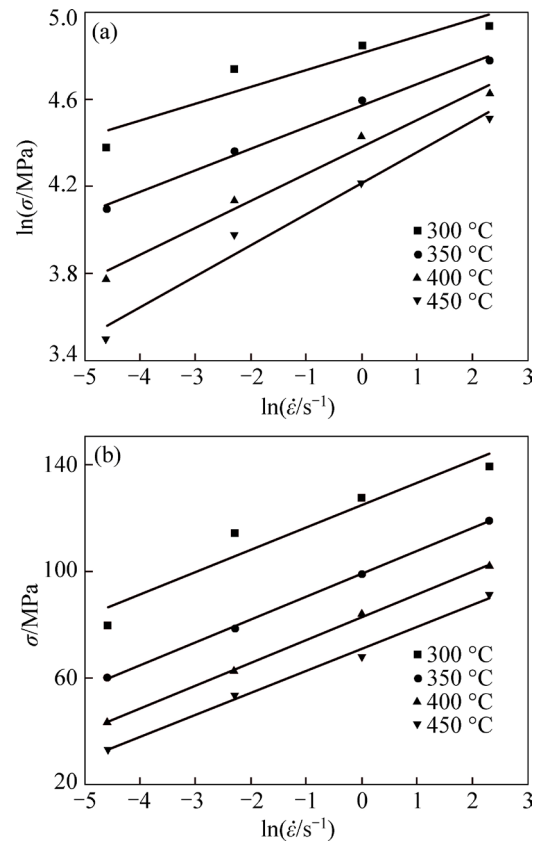 (a)
5.0
4.6
4.2
3.8
3.4
ln(σ/MPa)
300 °C
350 °C
400 °C
450 °C
−5 −4 −3 −2 −1 0 1 2 3
ln(ε̇/s⁻¹)
(b)
140
100
60
20
σ/MPa
300 °C
350 °C
400 °C
450 °C
−5 −4 −3 −2 −1 0 1 2 3
ln(ε̇/s⁻¹)